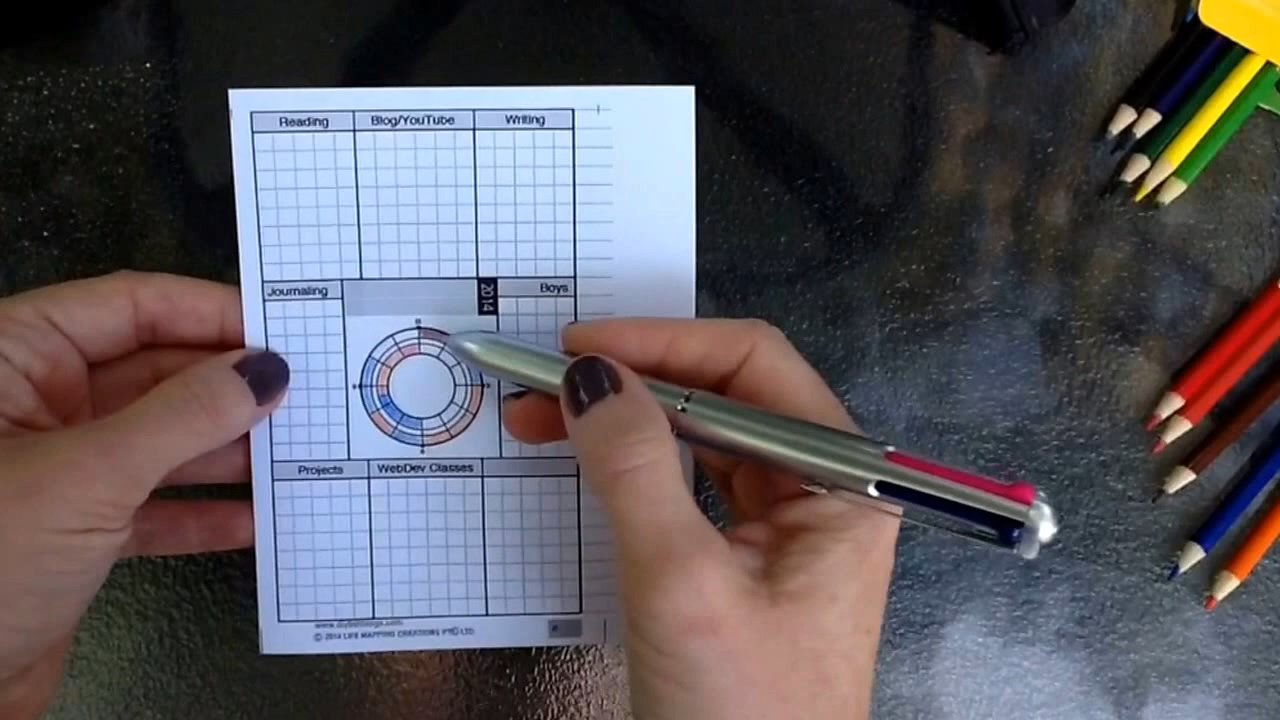 Reading Blog/YouTube Writing
Journaling 2014 Boys
Projects WebDev Classes
© 2014 LIFE MAPPING CREATIONS PTY LTD